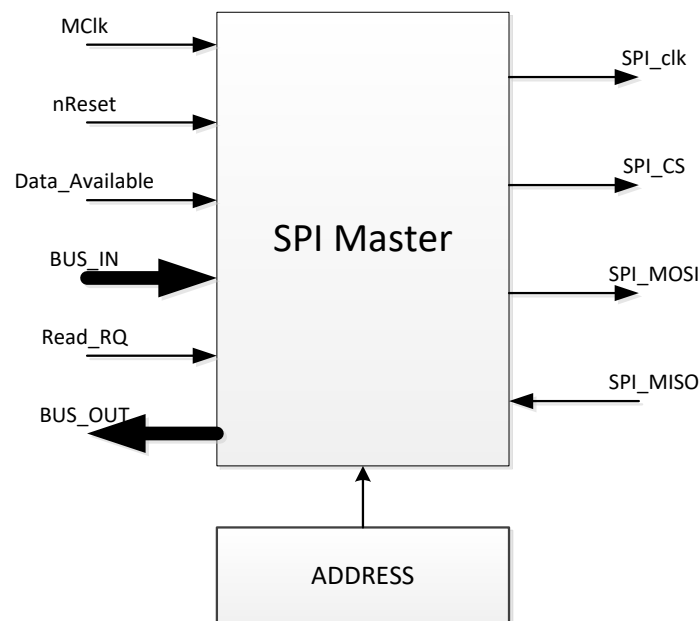 MClk
nReset
Data_Available
BUS_IN
Read_RQ
BUS_OUT
SPI Master
SPI_clk
SPI_CS
SPI_MOSI
SPI_MISO
ADDRESS